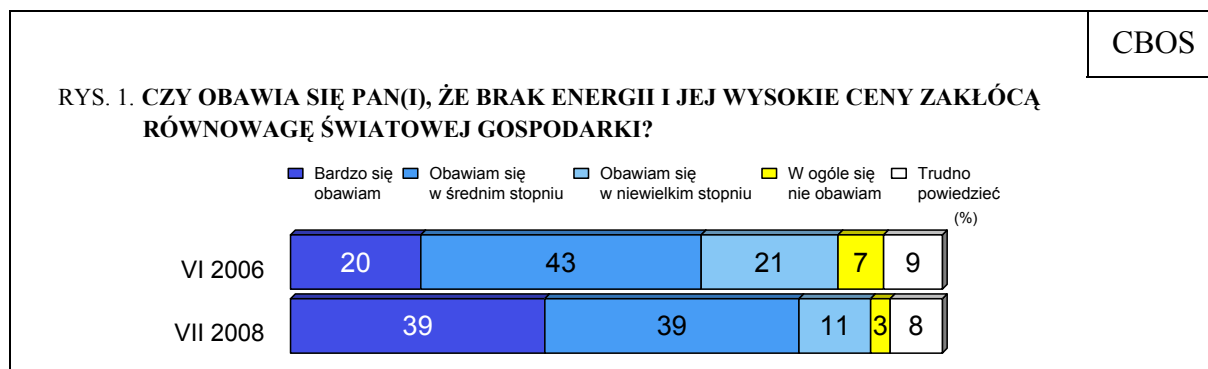 CBOS
RYS. 1. CZY OBAWIA SIĘ PAN(I), ŻE BRAK ENERGII I JEJ WYSOKIE CENY ZAKŁÓCĄ
RÓWNOWAGĘ ŚWIATOWEJ GOSPODARKI?
Bardzo się obawiam
Obawiam się w średnim stopniu
Obawiam się w niewielkim stopniu
W ogóle się nie obawiam
Trudno powiedzieć
(%)
VI 2006 20 43 21 7 9
VII 2008 39 39 11 3 8